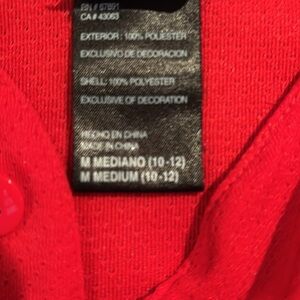 RN # 67891
CA # 43063
EXTERIOR: 100% POLIESTER
EXCLUSIVO DE DECORACION
SHELL: 100% POLYESTER
EXCLUSIVE OF DECORATION
HECHO EN CHINA
MADE IN CHINA
M MEDIANO (10-12)
M MEDIUM (10-12)